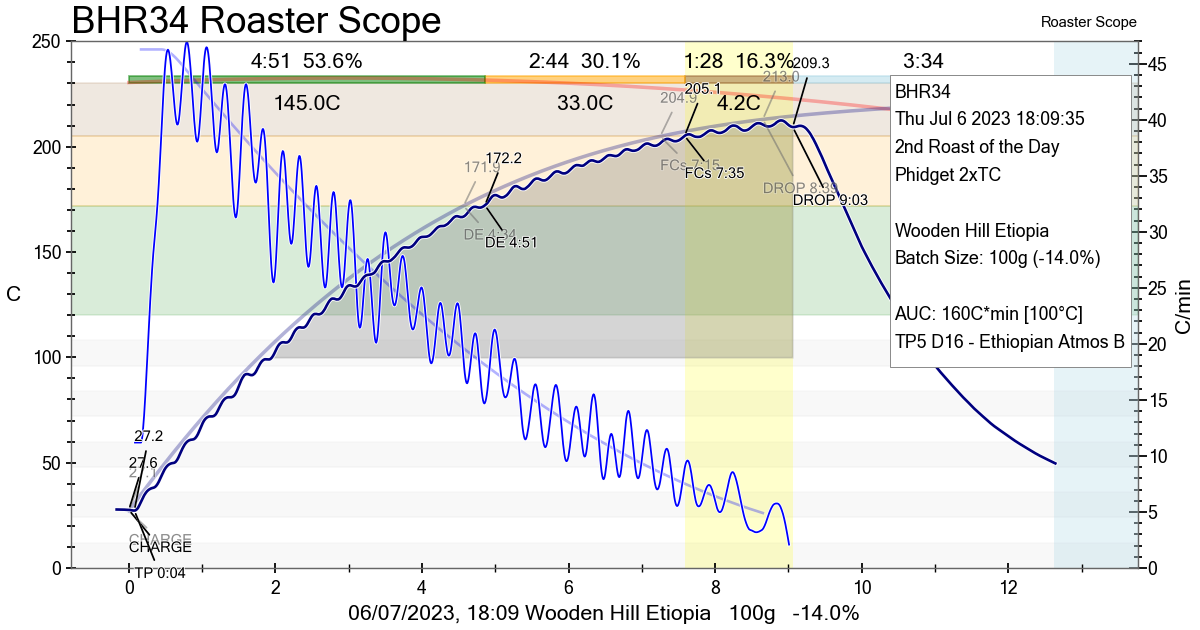 BHR34 Roaster Scope
Roaster Scope
250
200
150
100
50
0
C
4:51 53.6%
2:44 30.1%
1:28 16.3%
3:34
145.0C
33.0C
4.2C
209.3
213.0
205.1
204.9
172.2
171.9
FCs 7:15
FCs 7:35
DROP 8:39
DROP 9:03
DE 4:34
DE 4:51
27.2
27.6
CHARGE
CHARGE
TP 0:04
BHR34
Thu Jul 6 2023 18:09:35
2nd Roast of the Day
Phidget 2xTC
Wooden Hill Etiopia
Batch Size: 100g (-14.0%)
AUC: 160C*min [100°C]
TP5 D16 - Ethiopian Atmos B
45
40
35
30
25
20
15
10
5
0
C/min
0
2
4
6
8
10
12
06/07/2023, 18:09 Wooden Hill Etiopia 100g -14.0%